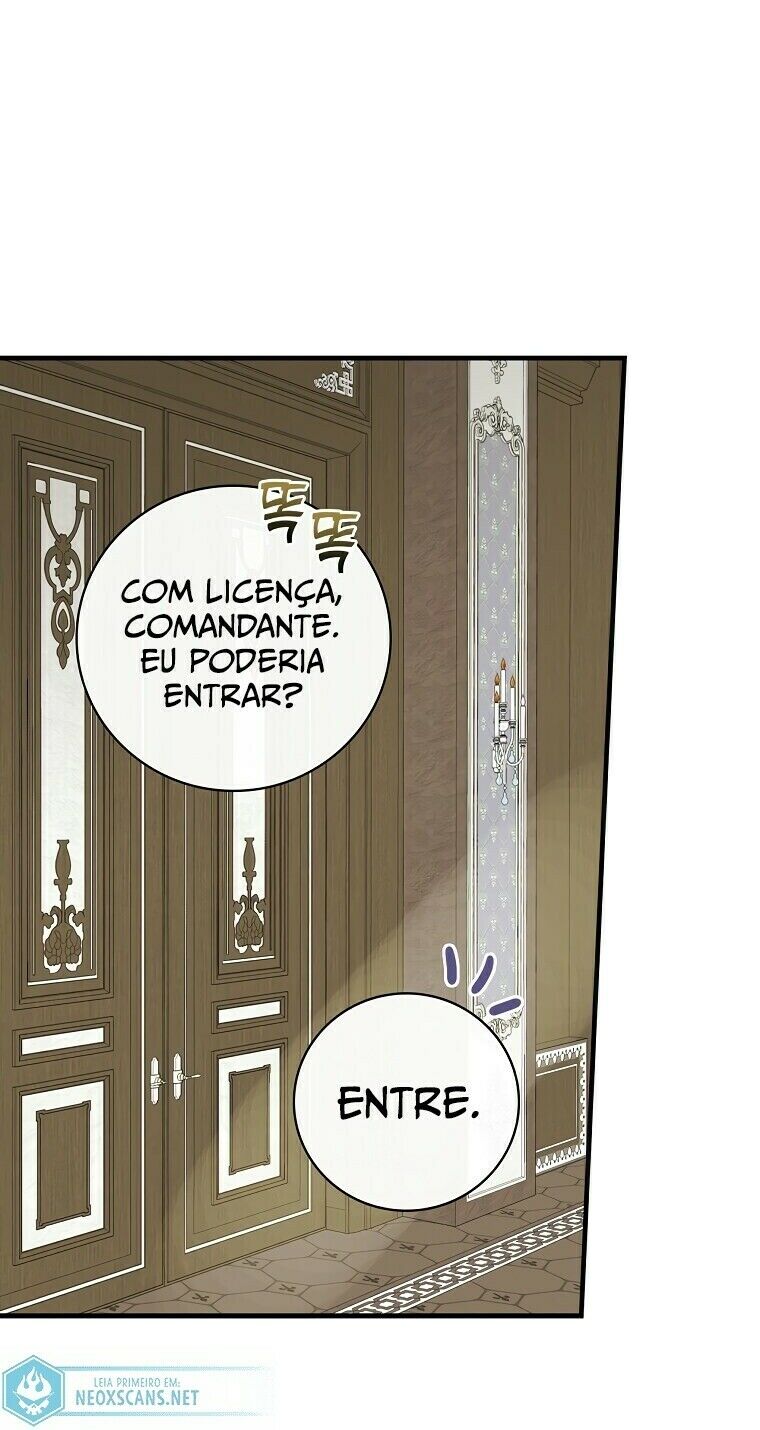 똑
똑
COM LICENÇA,
COMANDANTE.
EU PODERIA
ENTRAR?
ENTRE.
LEIA PRIMEIRO EM:
NEOXSCANS.NET